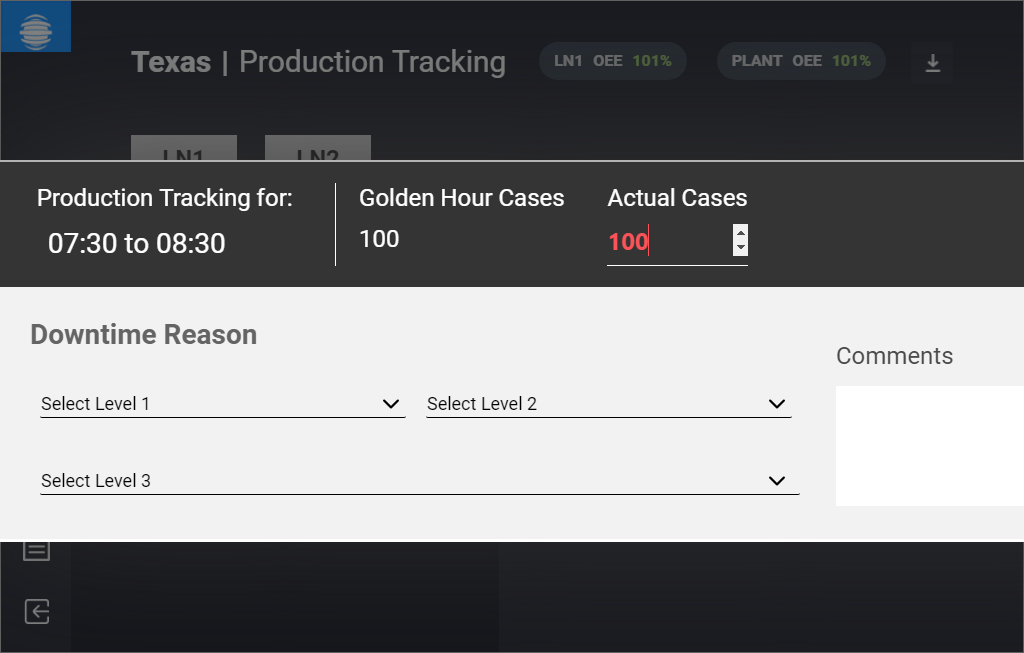 Texas | Production Tracking LN1 OEE 101% PLANT OEE 101%
LN1 LN2
Production Tracking for: Golden Hour Cases Actual Cases
07:30 to 08:30 100 100
Downtime Reason
Comments
Select Level 1 Select Level 2
Select Level 3